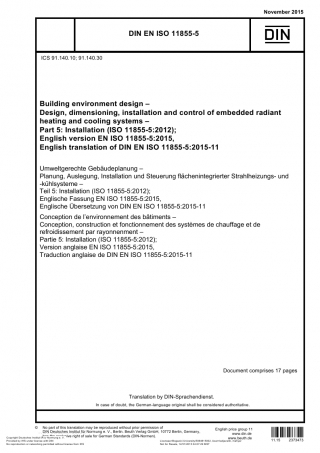 November 2015
DIN EN ISO 11855-5
DIN
ICS 91.140.10; 91.140.30
Building environment design –
Design, dimensioning, installation and control of embedded radiant
heating and cooling systems –
Part 5: Installation (ISO 11855-5:2012);
English version EN ISO 11855-5:2015,
English translation of DIN EN ISO 11855-5:2015-11
Umweltgerechte Gebäudeplanung –
Planung, Auslegung, Installation und Steuerung flächenintegrierter Strahlheizungs- und
-kühlsysteme –
Teil 5: Installation (ISO 11855-5:2012);
Englische Fassung EN ISO 11855-5:2015,
Englische Übersetzung von DIN EN ISO 11855-5:2015-11
Conception de l'environnement des bâtiments –
Conception, construction et fonctionnement des systèmes de chauffage et de
refroidissement par rayonnement –
Partie 5: Installation (ISO 11855-5:2012);
Version anglaise EN ISO 11855-5:2015,
Traduction anglaise de DIN EN ISO 11855-5:2015-11
Document comprises 17 pages
Translation by DIN-Sprachendienst.
In case of doubt, the German-language original shall be considered authoritative.
No part of this translation may be reproduced without prior permission of
DIN Deutsches Institut für Normung e. V., Berlin. Beuth Verlag GmbH, 10772 Berlin, Germany,
right of sale for German Standards (DIN-Normen).
English price group 11
www.din.de
www.beuth.de
11.15